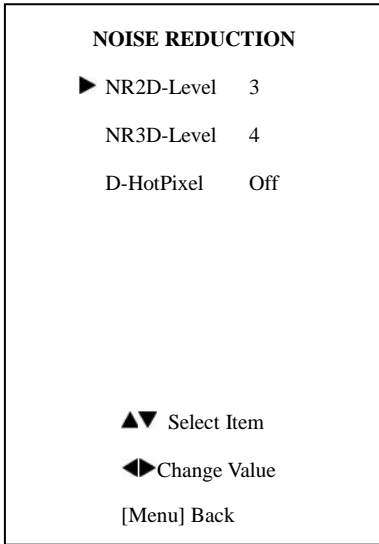 NOISE REDUCTION
▶ NR2D-Level 3
NR3D-Level 4
D-HotPixel Off
▲▼ Select Item
◀▶Change Value
[Menu] Back